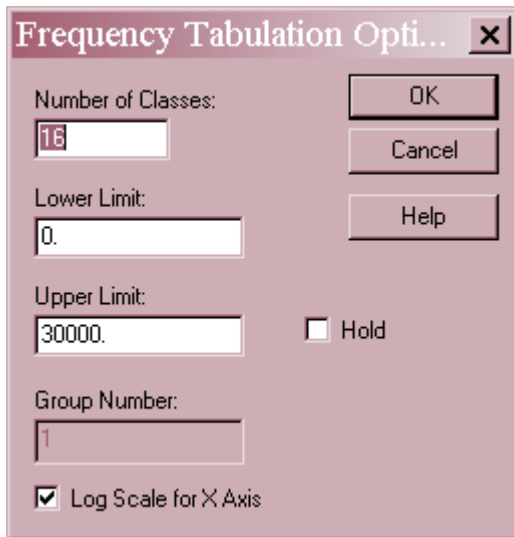 Frequency Tabulation Opti...
Number of Classes:
16
OK
Cancel
Lower Limit:
0.
Help
Upper Limit:
30000.
Hold
Group Number:
1
Log Scale for X Axis